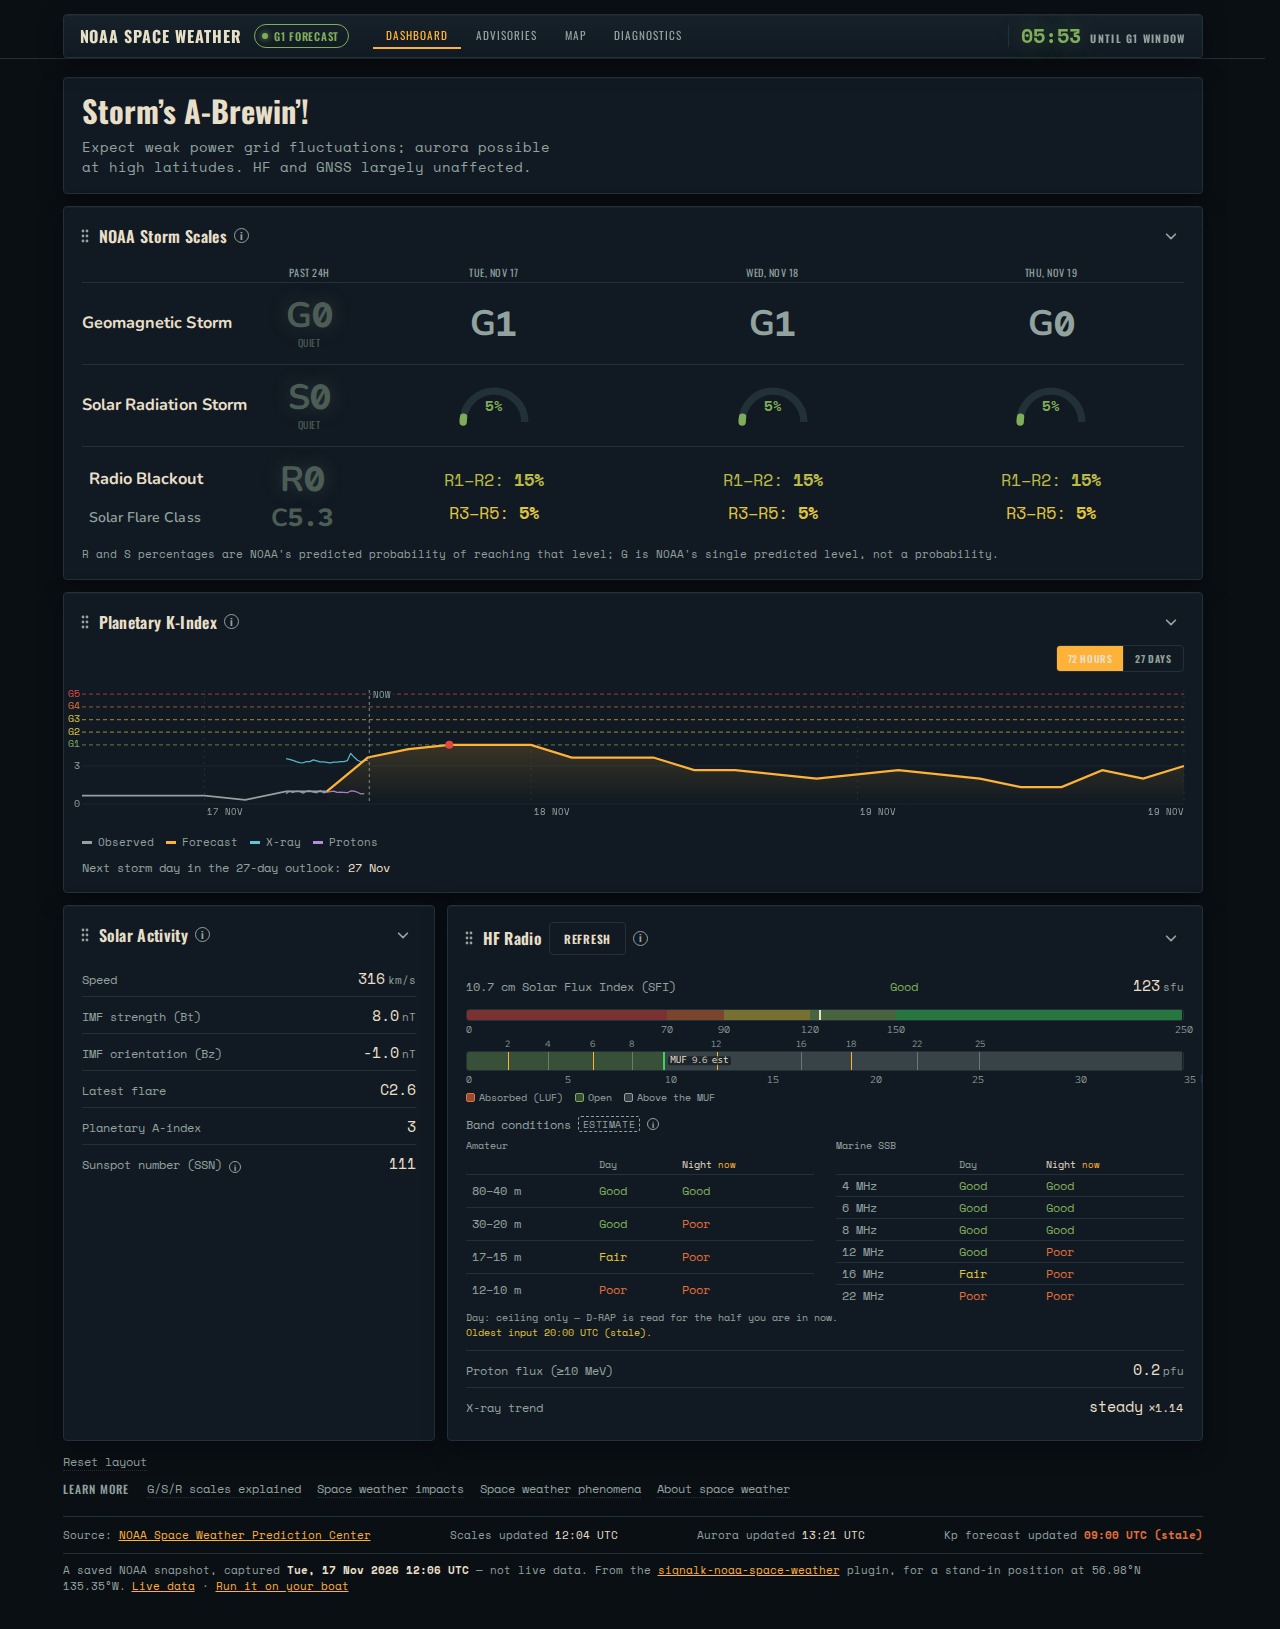 NOAA SPACE WEATHER
G1 FORECAST
DASHBOARD
ADVISORIES
MAP
DIAGNOSTICS
05:53 UNTIL G1 WINDOW
Storm’s A-Brewin’!
Expect weak power grid fluctuations; aurora possible
at high latitudes. HF and GNSS largely unaffected.
NOAA Storm Scales
PAST 24H
TUE, NOV 17
WED, NOV 18
THU, NOV 19
Geomagnetic Storm
G0
QUIET
G1
G1
G0
Solar Radiation Storm
S0
QUIET
5%
5%
5%
Radio Blackout
R0
R1–R2: 15%
R1–R2: 15%
R1–R2: 15%
Solar Flare Class
C5.3
R3–R5: 5%
R3–R5: 5%
R3–R5: 5%
R and S percentages are NOAA's predicted probability of reaching that level; G is NOAA's single predicted level, not a probability.
Planetary K-Index
72 HOURS
27 DAYS
G5
G4
G3
G2
G1
3
0
NOW
17 NOV
18 NOV
19 NOV
19 NOV
Observed
Forecast
X-ray
Protons
Next storm day in the 27-day outlook: 27 Nov
Solar Activity
Speed
316 km/s
IMF strength (Bt)
8.0 nT
IMF orientation (Bz)
-1.0 nT
Latest flare
C2.6
Planetary A-index
3
Sunspot number (SSN)
111
HF Radio
REFRESH
10.7 cm Solar Flux Index (SFI)
Good
123 sfu
0 70 90 120 150 250
2 4 6 8 12 16 18 22 25
MUF 9.6 est
0 5 10 15 20 25 30 35
Absorbed (LUF)
Open
Above the MUF
Band conditions ESTIMATE
Amateur
Day Night now
80–40 m Good Good
30–20 m Good Poor
17–15 m Fair Poor
12–10 m Poor Poor
Marine SSB
Day Night now
4 MHz Good Good
6 MHz Good Good
8 MHz Good Good
12 MHz Good Poor
16 MHz Fair Poor
22 MHz Poor Poor
Day: ceiling only — D-RAP is read for the half you are in now.
Oldest input 20:00 UTC (stale).
Proton flux (≥10 MeV)
0.2 pfu
X-ray trend
steady ×1.14
Reset layout
LEARN MORE
G/S/R scales explained
Space weather impacts
Space weather phenomena
About space weather
Source: NOAA Space Weather Prediction Center
Scales updated 12:04 UTC
Aurora updated 13:21 UTC
Kp forecast updated 09:00 UTC (stale)
A saved NOAA snapshot, captured Tue, 17 Nov 2026 12:06 UTC — not live data. From the signalk-noaa-space-weather plugin, for a stand-in position at 56.98°N
135.35°W. Live data · Run it on your boat